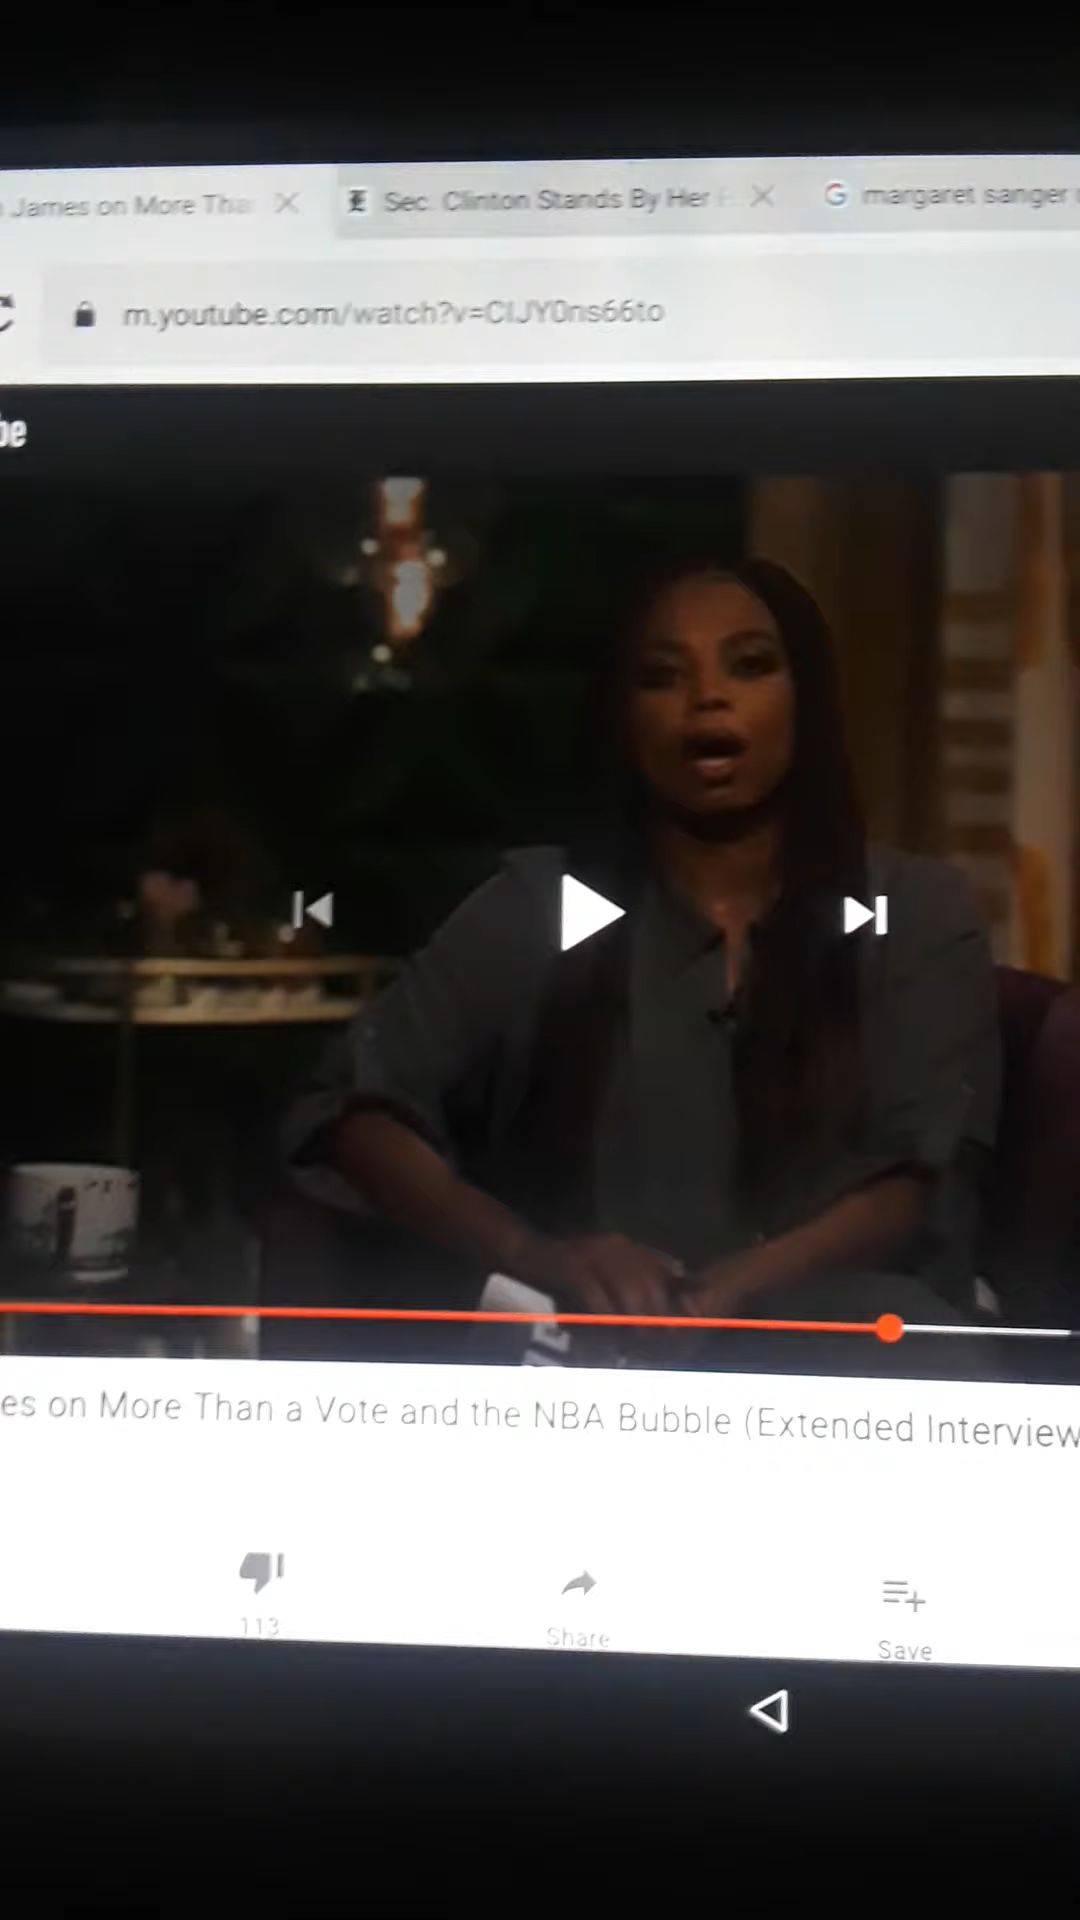 James on More Tha
Sec. Clinton Stands By Her
margaret sanger
m.youtube.com/watch?v=CIJY0ns66to
be
es on More Than a Vote and the NBA Bubble (Extended Interview
113
Share
Save